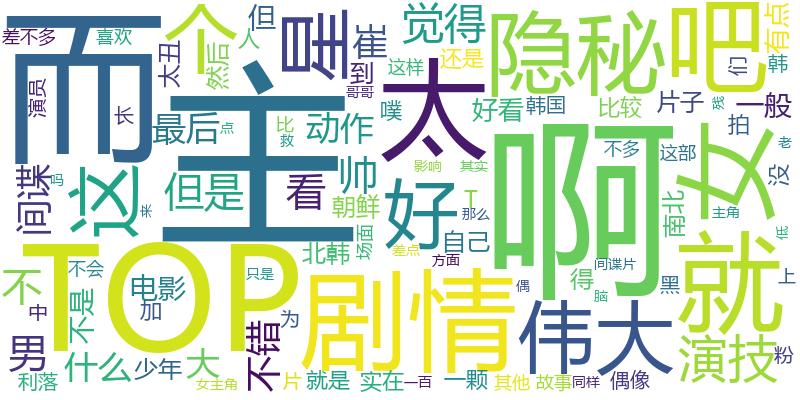 差不多
喜欢
而
个
太丑
然后
但
人
星
崔
到
哥哥
觉得
这样
还是
隐秘
吧
有点
们
韩
演员
长
最后
点
比
救
动作
帅
太
噗
好看
韩国
比较
片子
一般
残
拍
不多
这部
没
老
间谍
吗
这
来
但是
主
看
朝鲜
好
影响
其实
T
那么
啊
女
主角
南北
低
不
不会
TOP
北韩
场面
差点
自己
方面
间谍片
得
黑
就
上
中
不是
电影
加
只是
剧情
为
偶
脑
伟大
男
利落
什么
少年
大
女主角
不错
片
就是
实在
一百
一颗
其他
故事
同样
偶像
演技
粉